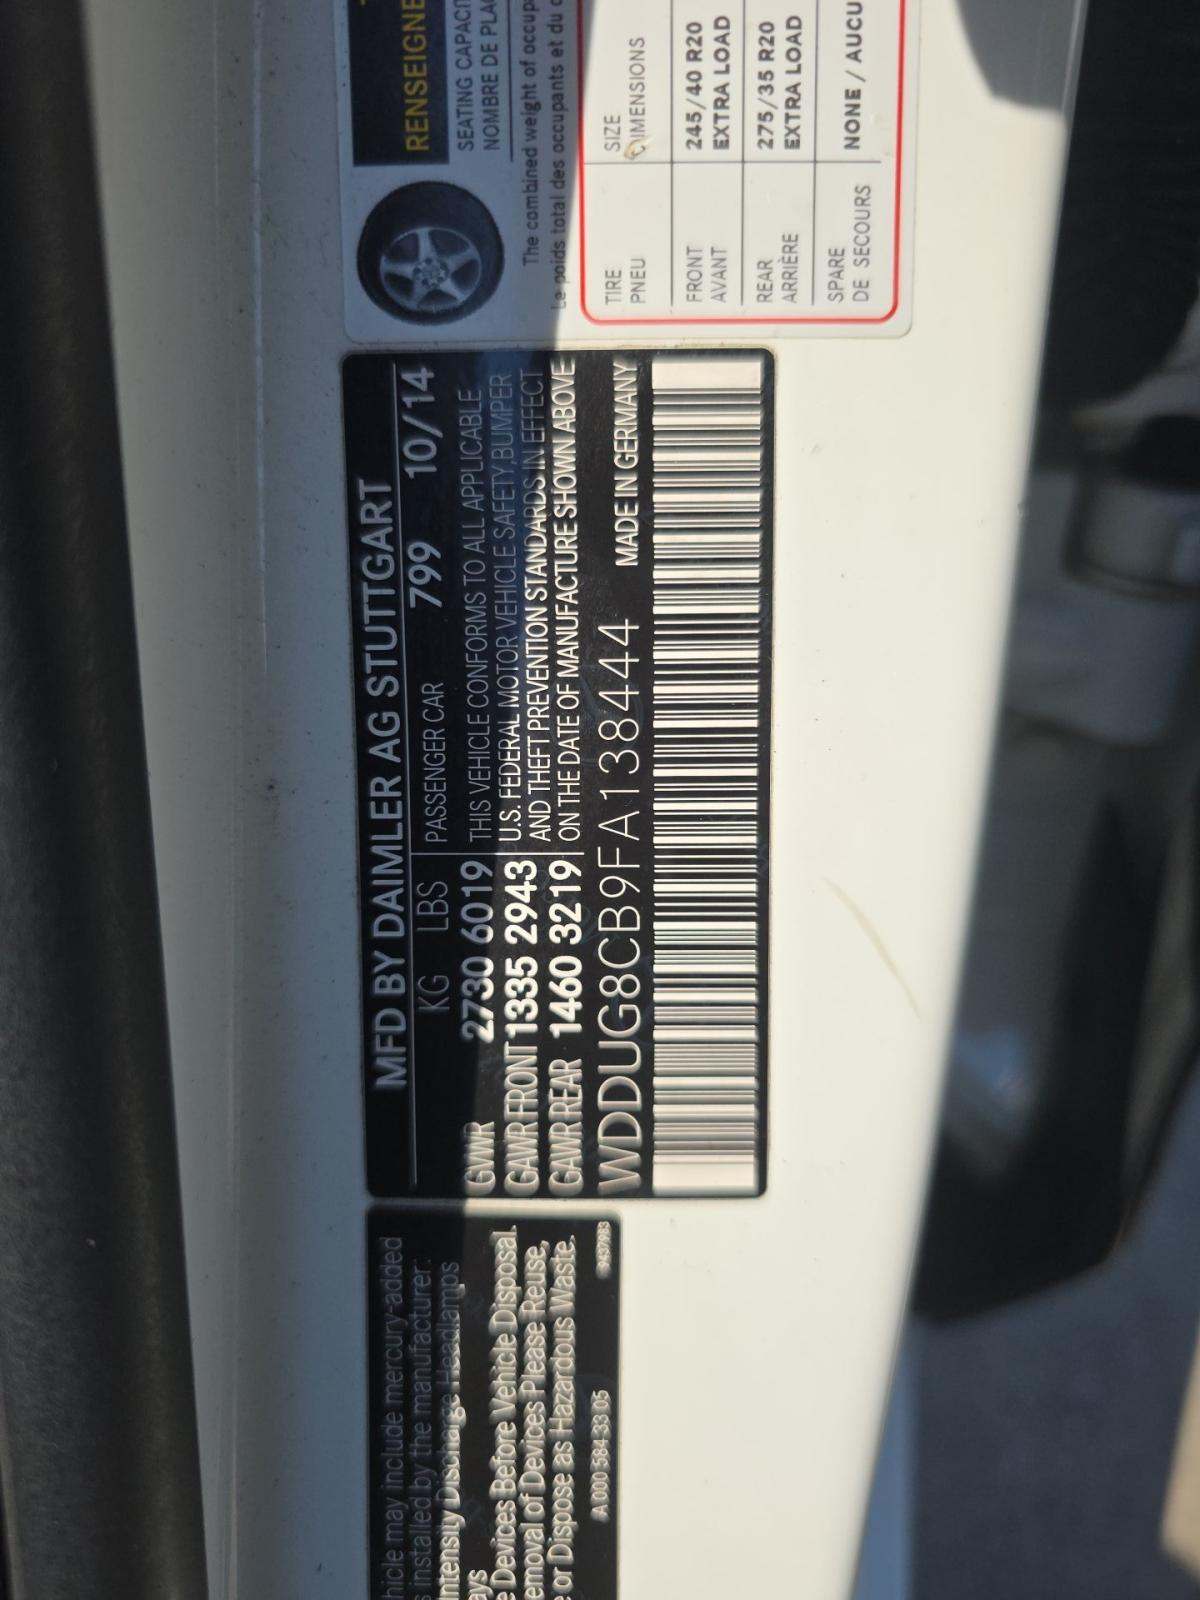 hicle may include mercury-added
s installed by the manufacturer:
Intensity Discharge Headlamps
ays
e Devices Before Vehicle Disposal.
emoval of Devices Please Reuse,
e or Dispose as Hazardous Waste.
A 000 584 33 05
MFD BY DAIMLER AG STUTTGART
KG LBS PASSENGER CAR 799 10/14
GVWR 2730 6019
GAWR FRONT 1335 2943
GAWR REAR 1460 3219
THIS VEHICLE CONFORMS TO ALL APPLICABLE
U.S. FEDERAL MOTOR VEHICLE SAFETY,BUMPER
AND THEFT PREVENTION STANDARDS IN EFFECT
ON THE DATE OF MANUFACTURE SHOWN ABOVE
WDDUG8CB9FA138444 MADE IN GERMANY
RENSEIGNE
SEATING CAPACIT
NOMBRE DE PLAC
The combined weight of occup
Le poids total des occupants et du c
TIRE SIZE
PNEU DIMENSIONS
FRONT 245/40 R20
AVANT EXTRA LOAD
REAR 275/35 R20
ARRIÈRE EXTRA LOAD
SPARE
DE SECOURS NONE / AUCU